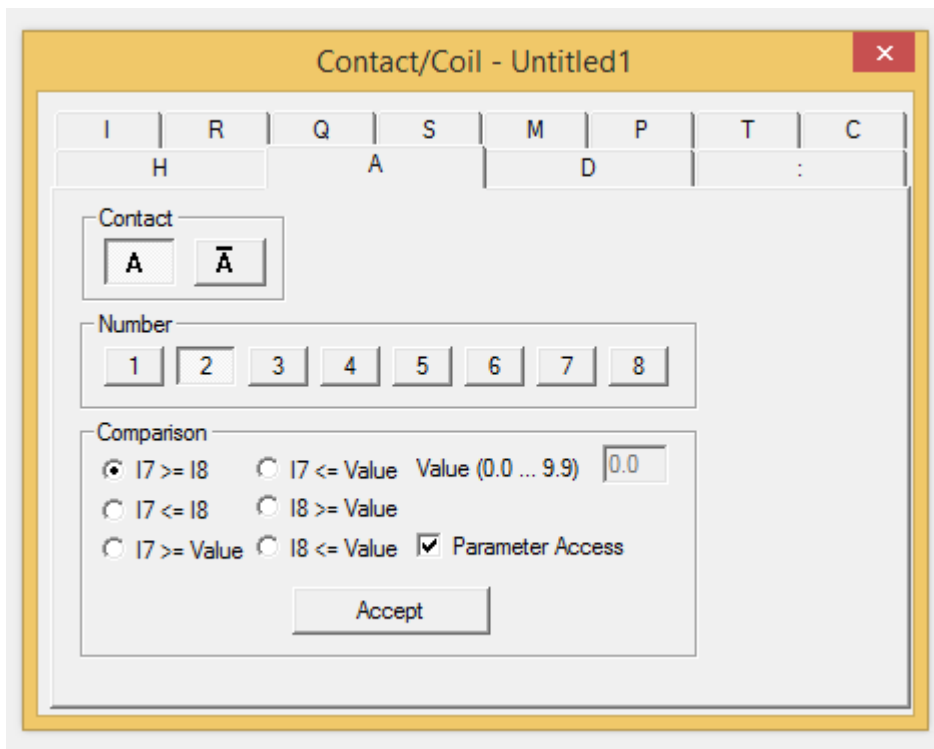 Contact/Coil - Untitled1
I R Q S M P T C
H A D :
Contact
A Ā
Number
1 2 3 4 5 6 7 8
Comparison
I7 >= I8 I7 <= Value Value (0.0 ... 9.9) 0.0
I7 <= I8 I8 >= Value
I7 >= Value I8 <= Value Parameter Access
Accept